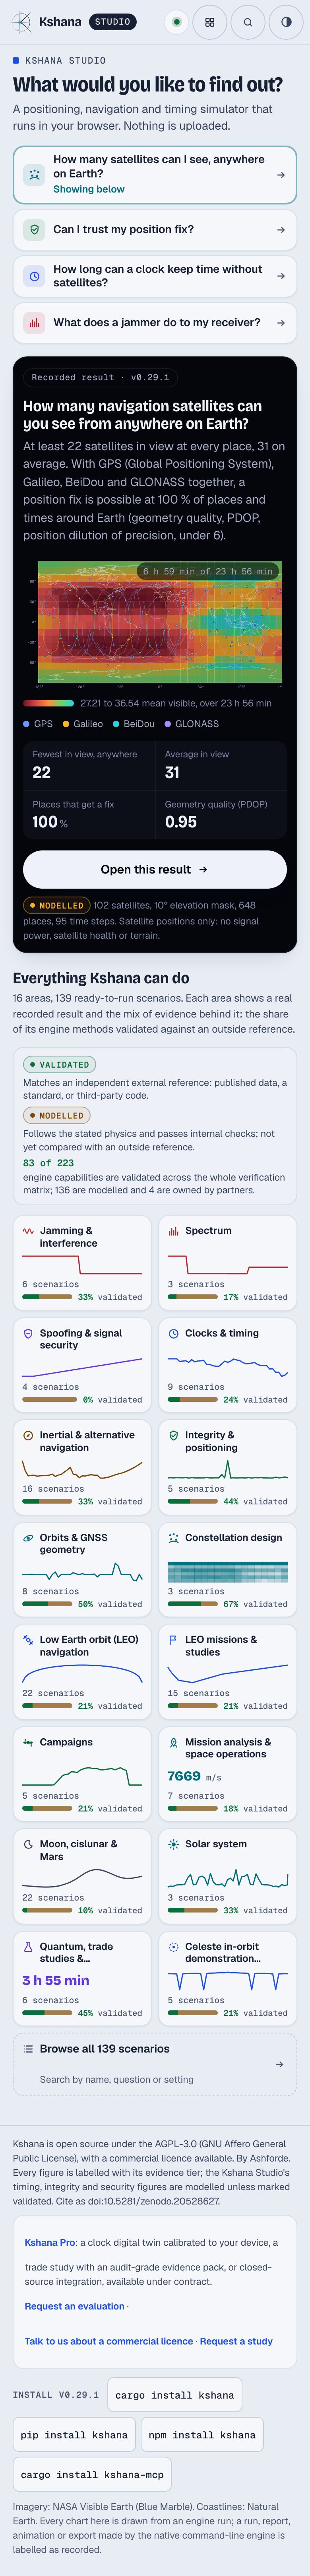 Kshana STUDIO
KSHANA STUDIO
What would you like to find out?
A positioning, navigation and timing simulator that
runs in your browser. Nothing is uploaded.
How many satellites can I see, anywhere
on Earth?
Showing below
Can I trust my position fix?
How long can a clock keep time without
satellites?
What does a jammer do to my receiver?
Recorded result · v0.29.1
How many navigation satellites can
you see from anywhere on Earth?
At least 22 satellites in view at every place, 31 on
average. With GPS (Global Positioning System),
Galileo, BeiDou and GLONASS together, a
position fix is possible at 100 % of places and
times around Earth (geometry quality, PDOP,
position dilution of precision, under 6).
6 h 59 min of 23 h 56 min
27.21 to 36.54 mean visible, over 23 h 56 min
GPS Galileo BeiDou GLONASS
Fewest in view, anywhere
22
Average in view
31
Places that get a fix
100 %
Geometry quality (PDOP)
0.95
Open this result →
MODELLED 102 satellites, 10° elevation mask, 648
places, 95 time steps. Satellite positions only: no signal
power, satellite health or terrain.
Everything Kshana can do
16 areas, 139 ready-to-run scenarios. Each area shows a real
recorded result and the mix of evidence behind it: the share
of its engine methods validated against an outside reference.
VALIDATED
Matches an independent external reference: published data, a
standard, or third-party code.
MODELLED
Follows the stated physics and passes internal checks; not
yet compared with an outside reference.
83 of 223
engine capabilities are validated across the whole verification
matrix; 136 are modelled and 4 are owned by partners.
Jamming &
interference
6 scenarios
33% validated
Spectrum
3 scenarios
17% validated
Spoofing & signal
security
4 scenarios
0% validated
Clocks & timing
9 scenarios
24% validated
Inertial & alternative
navigation
16 scenarios
33% validated
Integrity &
positioning
5 scenarios
44% validated
Orbits & GNSS
geometry
8 scenarios
50% validated
Constellation design
3 scenarios
67% validated
Low Earth orbit (LEO)
navigation
22 scenarios
21% validated
LEO missions &
studies
15 scenarios
21% validated
Campaigns
5 scenarios
21% validated
Mission analysis &
space operations
7669 m/s
7 scenarios
18% validated
Moon, cislunar &
Mars
22 scenarios
10% validated
Solar system
3 scenarios
33% validated
Quantum, trade
studies &...
3 h 55 min
6 scenarios
45% validated
Celeste in-orbit
demonstration...
5 scenarios
21% validated
Browse all 139 scenarios
Search by name, question or setting
Kshana is open source under the AGPL-3.0 (GNU Affero General
Public License), with a commercial licence available. By Ashforde.
Every figure is labelled with its evidence tier; the Kshana Studio's
timing, integrity and security figures are modelled unless marked
validated. Cite as doi:10.5281/zenodo.20528627.
Kshana Pro: a clock digital twin calibrated to your device, a
trade study with an audit-grade evidence pack, or closed-
source integration, available under contract.
Request an evaluation ·
Talk to us about a commercial licence · Request a study
INSTALL V0.29.1 cargo install kshana
pip install kshana npm install kshana
cargo install kshana-mcp
Imagery: NASA Visible Earth (Blue Marble). Coastlines: Natural
Earth. Every chart here is drawn from an engine run; a run, report,
animation or export made by the native command-line engine is
labelled as recorded.